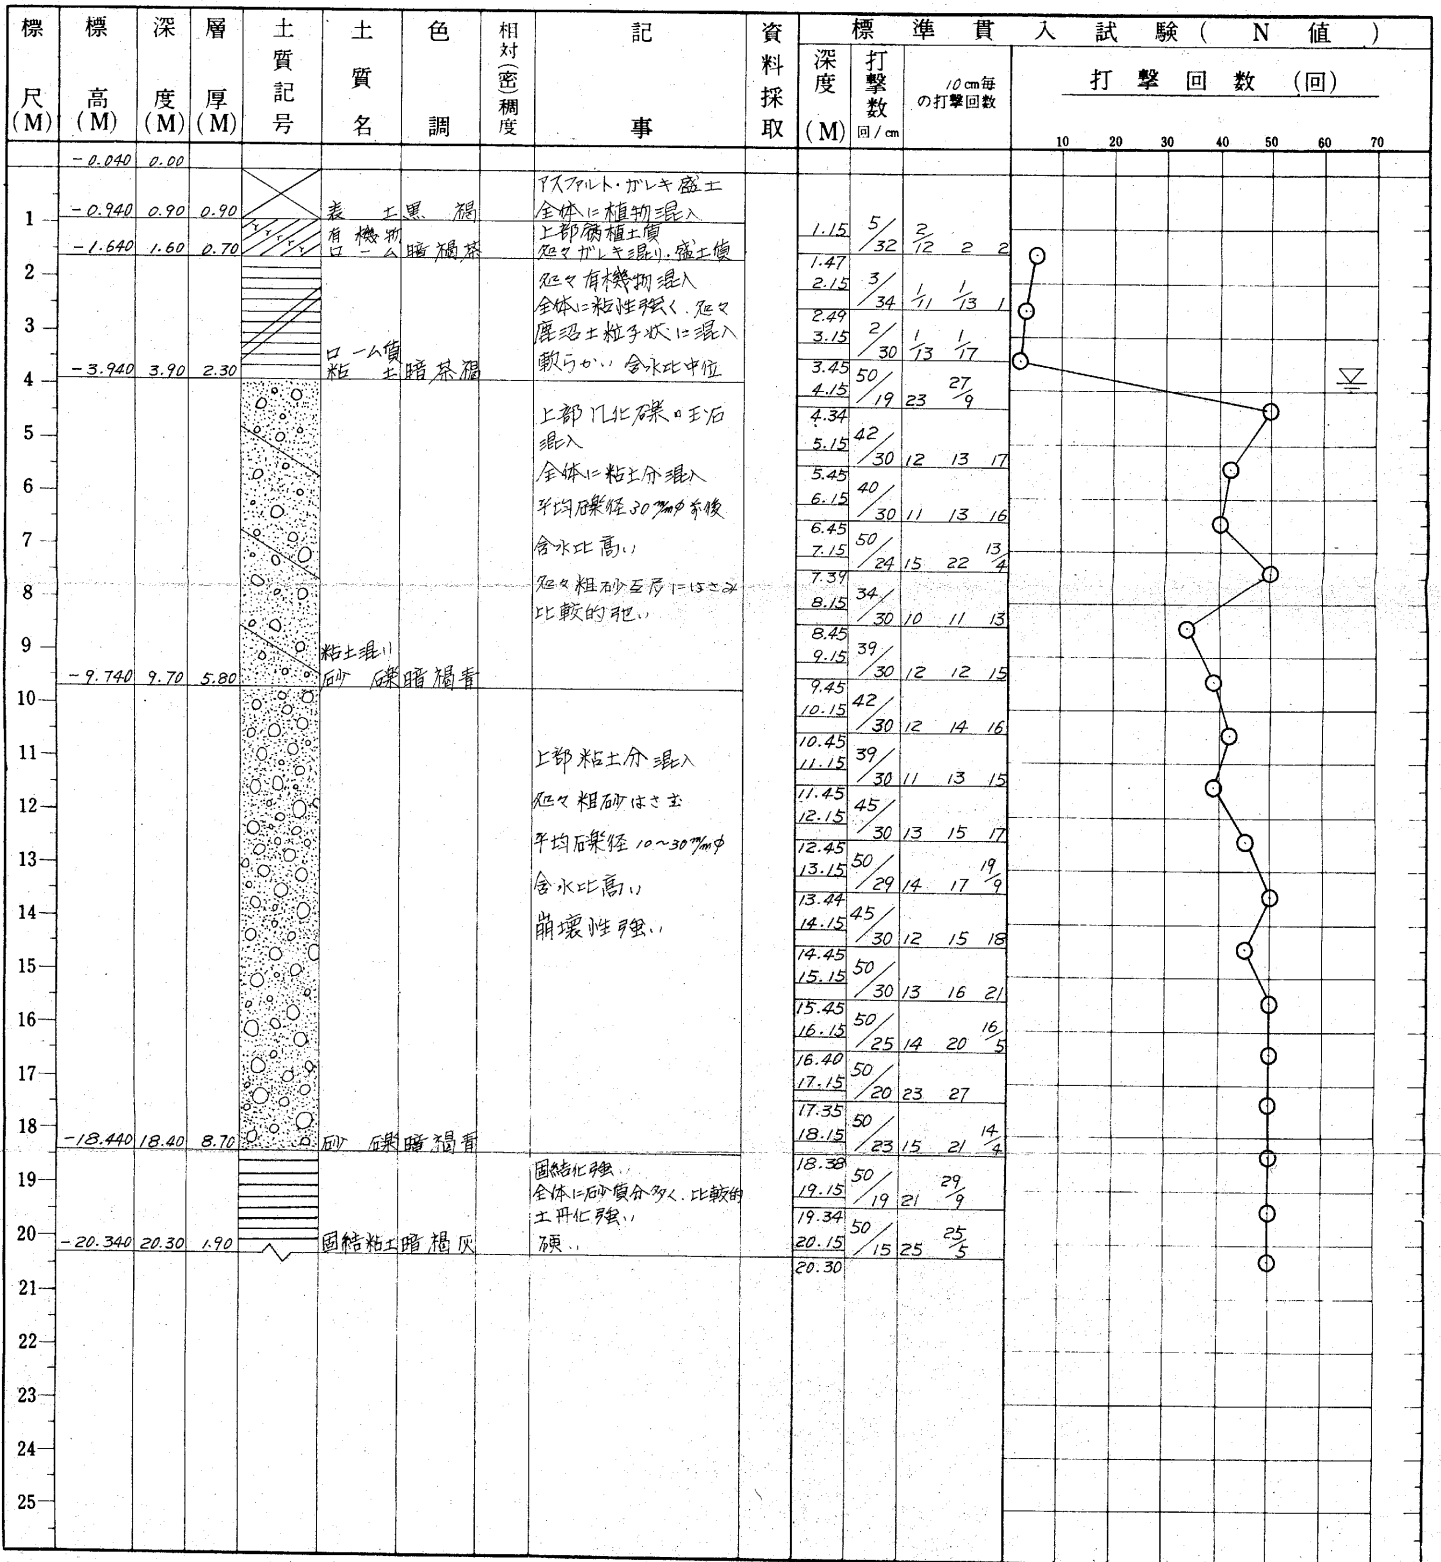 標尺(M) 標高(M) 深度(M) 層厚(M) 土質記号 土質名 色調 相対(密)稠度 記事 資料採取 標準貫入試験(N値)
深度(M) 打撃数 回/cm 10cm毎の打撃回数 打撃回数(回)
10 20 30 40 50 60 70
-0.040 0.00
-0.940 0.90 0.90 表土 黒褐
アスファルト・ガレキ盛土
全体に植物混入
-1.640 1.60 0.70 有機物ローム 暗褐茶
上部腐植土質
処々ガレキ混り・盛土質
-3.940 3.90 2.30 ローム質粘土 暗茶褐
処々有機物混入
全体に粘性強く、処々
鹿沼土粒子状に混入
軟らかい 含水比中位
-9.740 9.70 5.80 粘土混り砂礫 暗褐青
混入
全体に粘土分混入
平均礫径30m/mφ前後
含水比高い
比較的弛い
-18.440 18.40 8.70 砂礫 暗褐青
上部粘土分混入
処々粗砂はさむ
平均礫径10~30m/mφ
含水比高い
崩壊性強い
-20.340 20.30 1.90 固結粘土 暗褐灰
固結化強い
全体に砂質分多く、比較的
土丹化強い
硬い
1
2
3
4
5
6
7
8
9
10
11
12
13
14
15
16
17
18
19
20
21
22
23
24
25
1.15 5/32 2/12 2 2
1.47
2.15 3/34 1/11 1/13 1
2.49
3.15 2/30 1/13 1/17
3.45
4.15 50/19 23 27/9
4.34
5.15 42/30 12 13 17
5.45
6.15 40/30 11 13 16
6.45
7.15 50/24 15 22 13/4
7.39
8.15 34/30 10 11 13
8.45
9.15 39/30 12 12 15
9.45
10.15 42/30 12 14 16
10.45
11.15 39/30 11 13 15
11.45
12.15 45/30 13 15 17
12.45
13.15 50/29 14 17 19/9
13.44
14.15 45/30 12 15 18
14.45
15.15 50/30 13 16 21
15.45
16.15 50/25 14 20 16/5
16.40
17.15 50/20 23 27
17.35
18.15 50/23 15 21 14/4
18.38
19.15 50/19 21 29/9
19.34
20.15 50/15 25 25/5
20.30